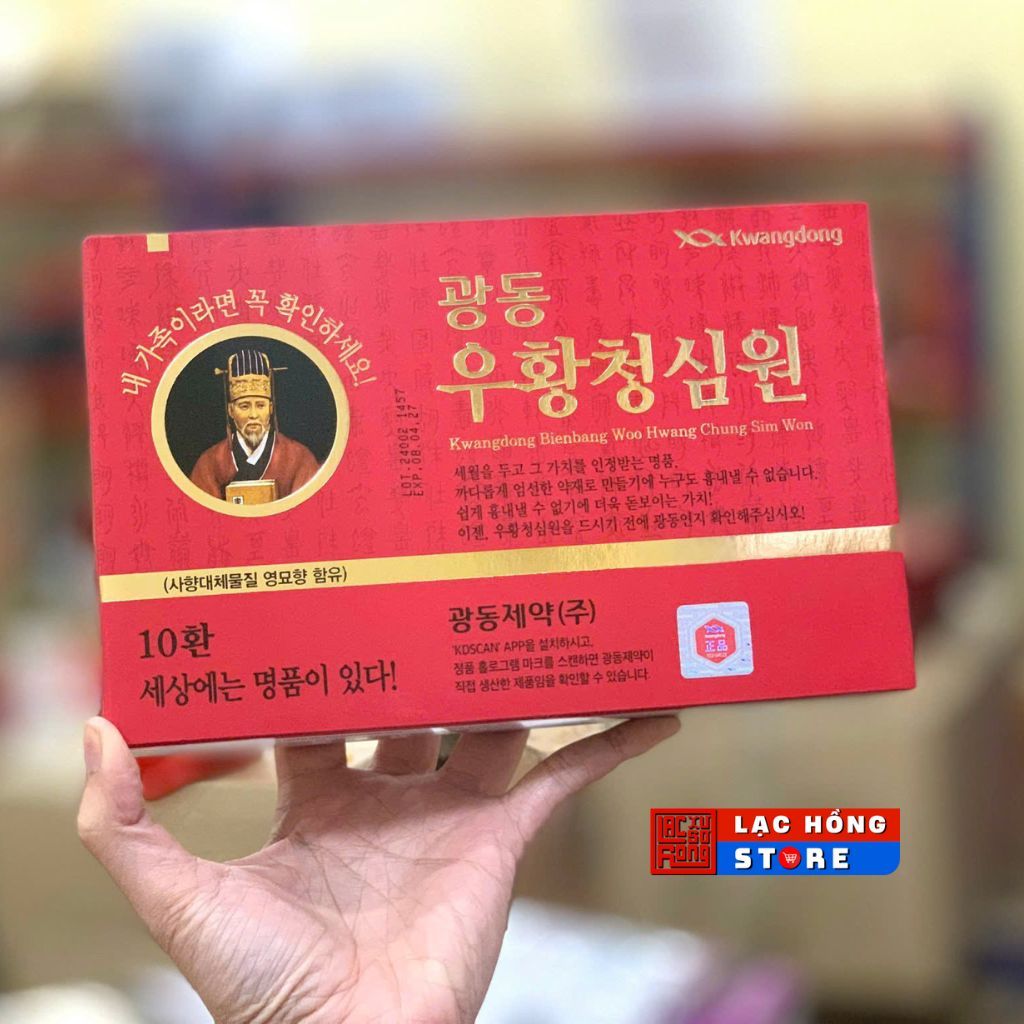 Kwangdong
내 가족이라면 꼭 확인하세요!
광동
우황청심원
Kwangdong Bienbang Woo Hwang Chung Sim Won
LOT 24002 1457
EXP.08.04.27
세월을 두고 그 가치를 인정받는 명품.
까다롭게 엄선한 약재로 만들기에 누구도 흉내낼 수 없습니다.
쉽게 흉내낼 수 없기에 더욱 돋보이는 가치!
이젠, 우황청심원을 드시기 전에 광동인지 확인해주십시오!
(사향대체물질 영묘향 함유)
10환
세상에는 명품이 있다!
광동제약(주)
'KDSCAN' APP을 설치하시고,
정품 홀로그램 마크를 스캔하면 광동제약이
직접 생산한 제품임을 확인할 수 있습니다.
正品
LẠC HỒNG
STORE